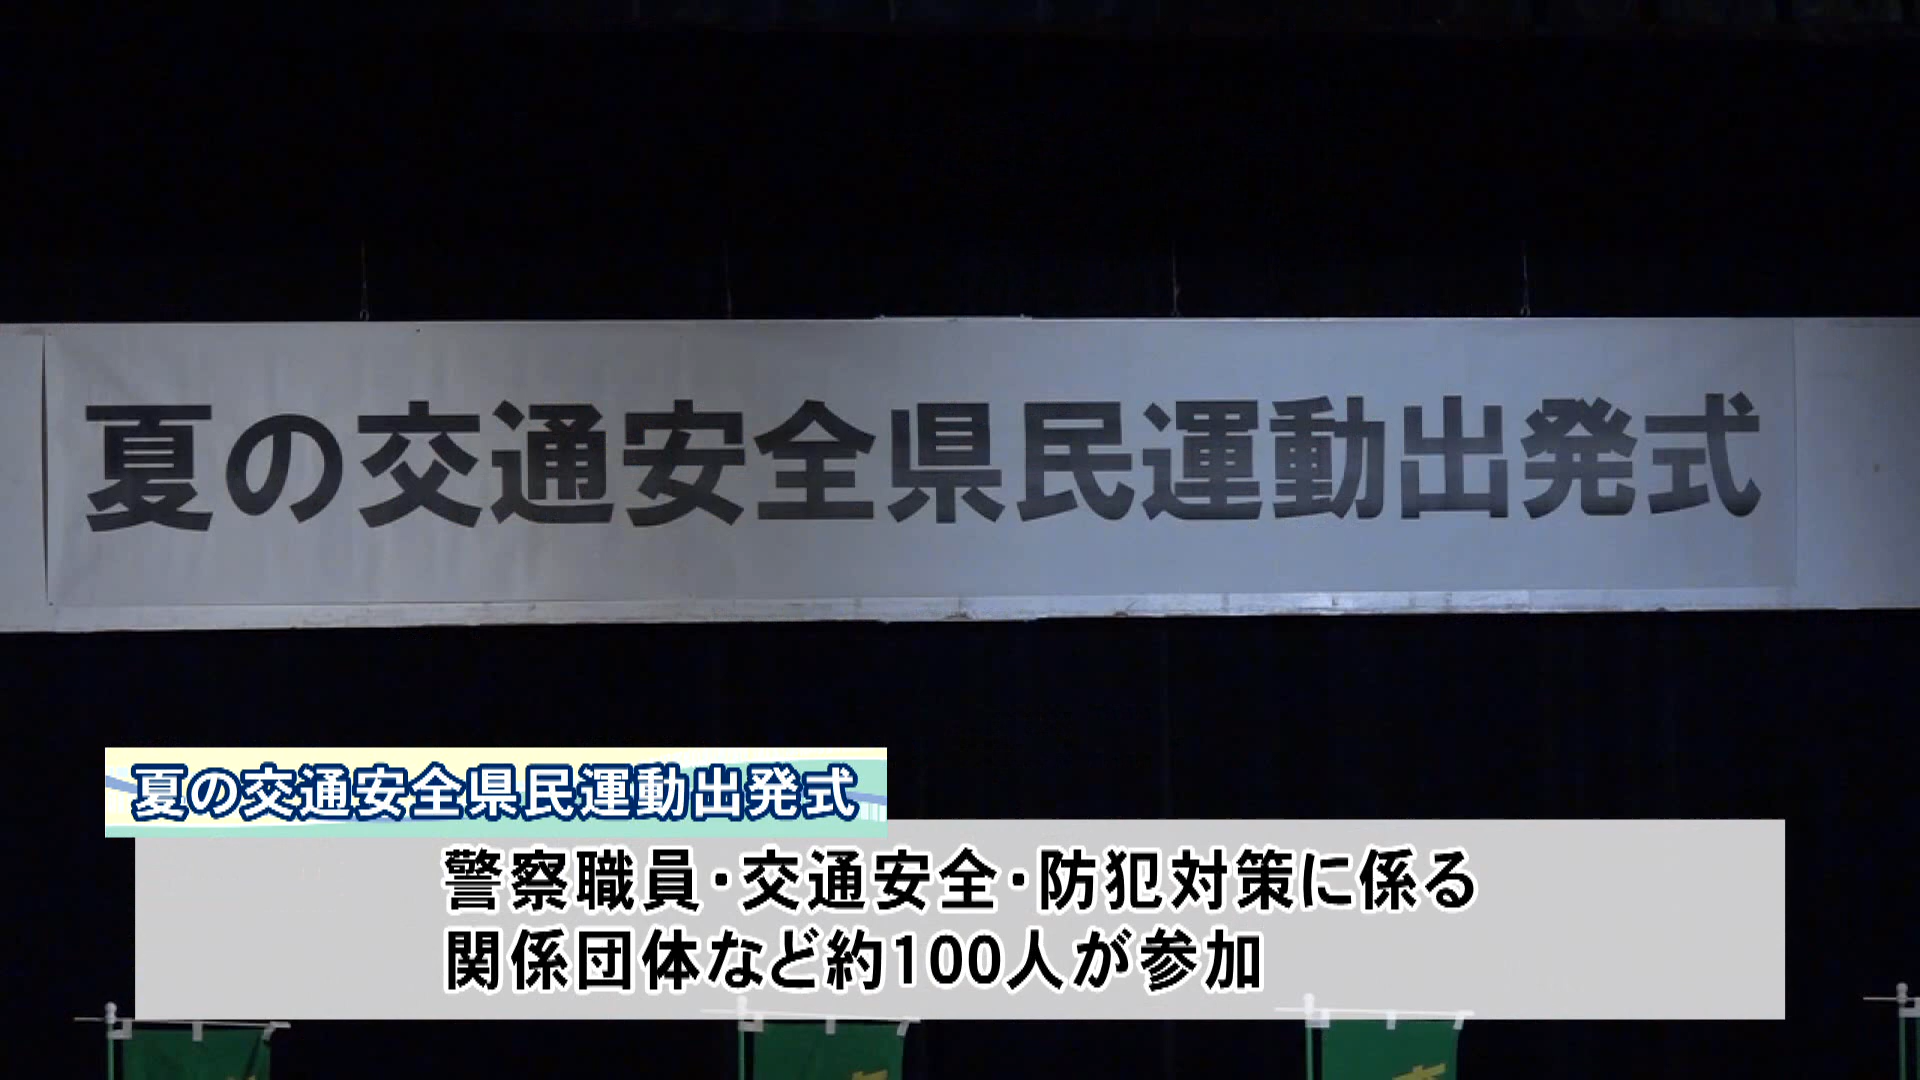 夏の交通安全県民運動出発式
夏の交通安全県民運動出発式
警察職員・交通安全・防犯対策に係る
関係団体など約100人が参加